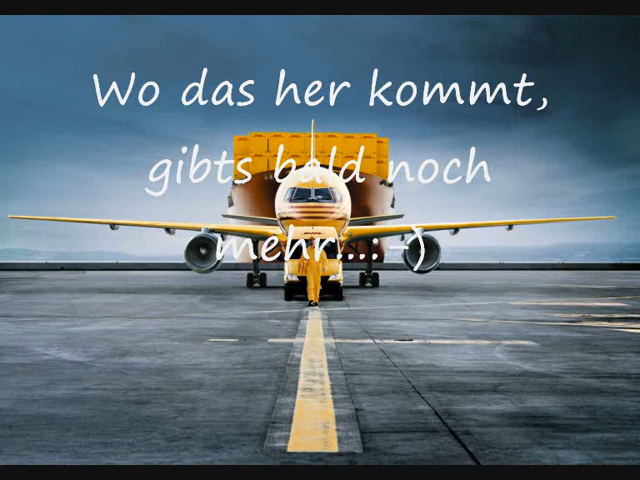 Wo das her kommt,
gibts bald noch
mehr....:-)